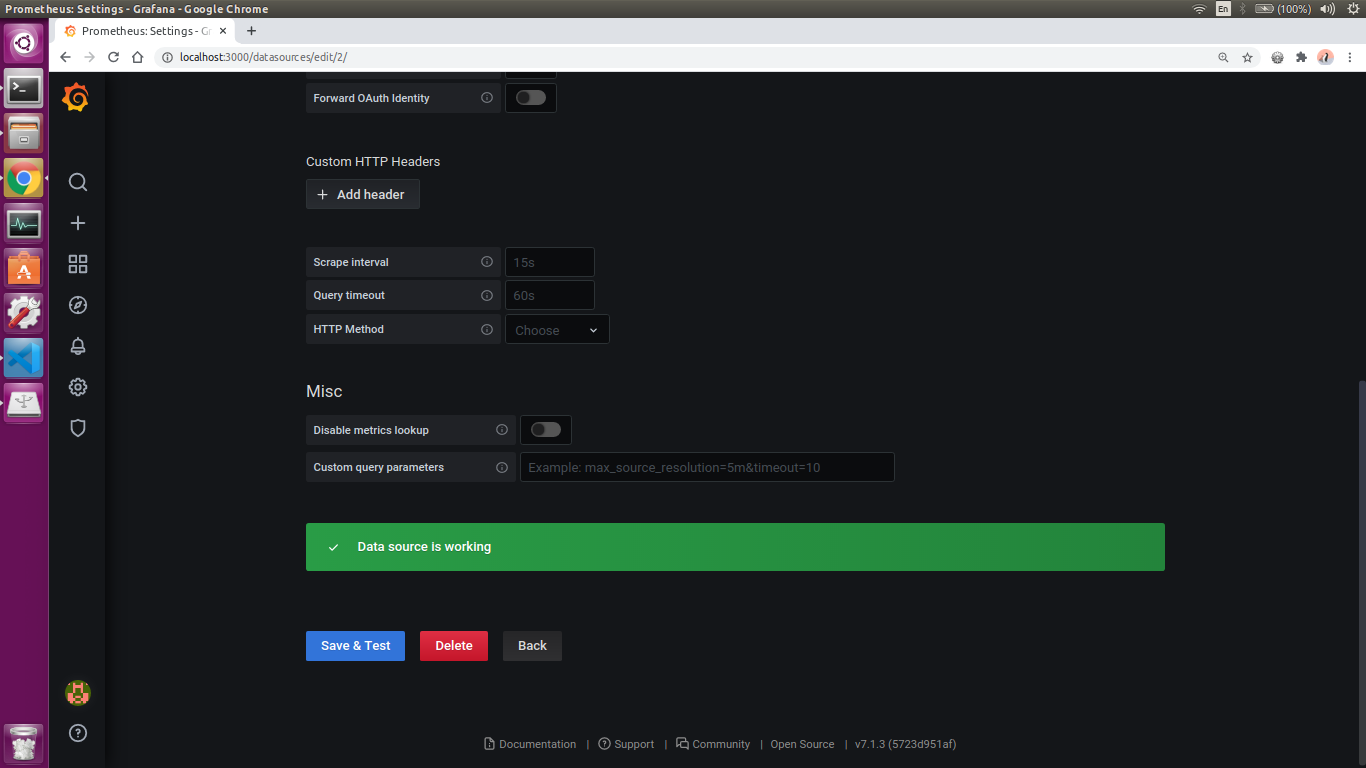 Prometheus: Settings - Grafana - Google Chrome
En
(100%)
Prometheus: Settings - Gr
localhost:3000/datasources/edit/2/
Forward OAuth Identity
Custom HTTP Headers
+ Add header
Scrape interval
15s
Query timeout
60s
HTTP Method
Choose
Misc
Disable metrics lookup
Custom query parameters
Example: max_source_resolution=5m&timeout=10
Data source is working
Save & Test
Delete
Back
Documentation | Support | Community | Open Source | v7.1.3 (5723d951af)